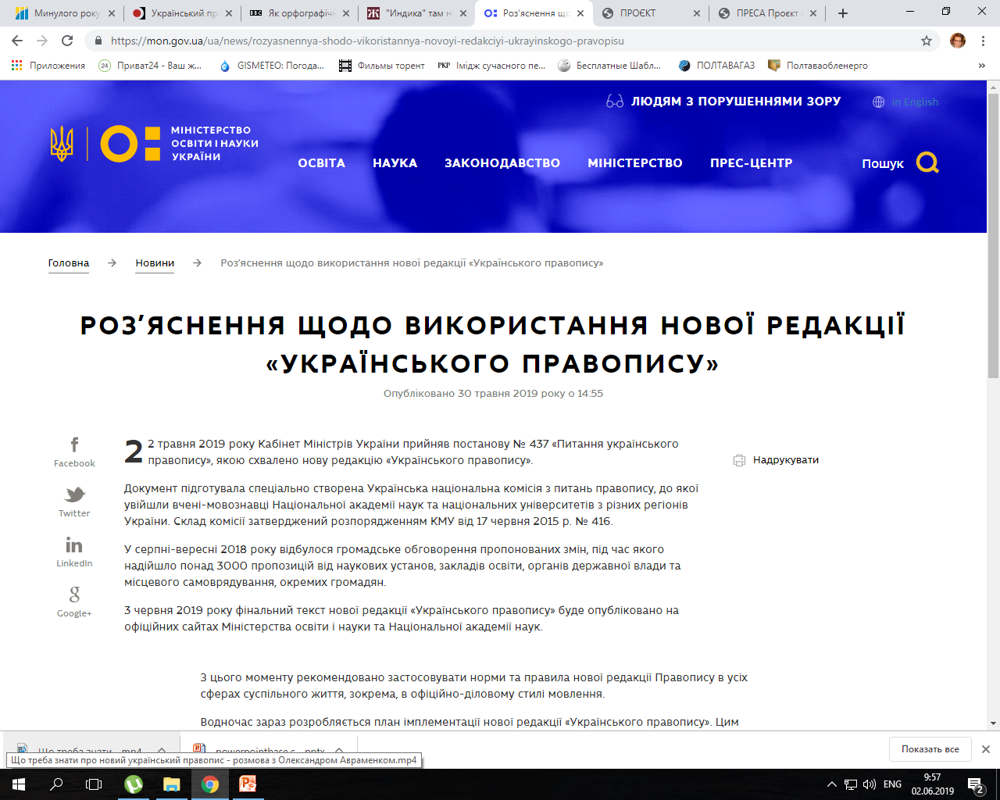 Минулого року
Український пр
Як орфографічн
"Индика" там н
Роз'яснення що
ПРОЄКТ
ПРЕСА Проєкт
https://mon.gov.ua/ua/news/rozyasnennya-shodo-vikoristannya-novoyi-redakciyi-ukrayinskogo-pravopisu
Приложения
Приват24 - Ваш ж...
GISMETEO: Погода...
Фильмы торент
Імідж сучасного пе...
Бесплатные Шабл...
ПОЛТАВАГАЗ
Полтаваобленерго
»
ЛЮДЯМ З ПОРУШЕННЯМИ ЗОРУ
in English
МІНІСТЕРСТВО
ОСВІТИ І НАУКИ
УКРАЇНИ
ОСВІТА НАУКА ЗАКОНОДАВСТВО МІНІСТЕРСТВО ПРЕС-ЦЕНТР
Пошук
Головна → Новини → Роз'яснення щодо використання нової редакції «Українського правопису»
РОЗ'ЯСНЕННЯ ЩОДО ВИКОРИСТАННЯ НОВОЇ РЕДАКЦІЇ
«УКРАЇНСЬКОГО ПРАВОПИСУ»
Опубліковано 30 травня 2019 року о 14:55
Facebook
Twitter
LinkedIn
Google+
22 травня 2019 року Кабінет Міністрів України прийняв постанову № 437 «Питання українського
правопису», якою схвалено нову редакцію «Українського правопису».
Надрукувати
Документ підготувала спеціально створена Українська національна комісія з питань правопису, до якої
увійшли вчені-мовознавці Національної академії наук та національних університетів з різних регіонів
України. Склад комісії затверджений розпорядженням КМУ від 17 червня 2015 р. № 416.
У серпні-вересні 2018 року відбулося громадське обговорення пропонованих змін, під час якого
надійшло понад 3000 пропозицій від наукових установ, закладів освіти, органів державної влади та
місцевого самоврядування, окремих громадян.
3 червня 2019 року фінальний текст нової редакції «Українського правопису» буде опубліковано на
офіційних сайтах Міністерства освіти і науки та Національної академії наук.
З цього моменту рекомендовано застосовувати норми та правила нової редакції Правопису в усіх
сферах суспільного життя, зокрема, в офіційно-діловому стилі мовлення.
Водночас зараз розробляється план імплементації нової редакції «Українського правопису». Цим
Що треба знати ...mp4
powerpointbase.c...pptx
Показать все
Що треба знати про новий український правопис - розмова з Олександром Авраменком.mp4
ENG
9:57
02.06.2019
2